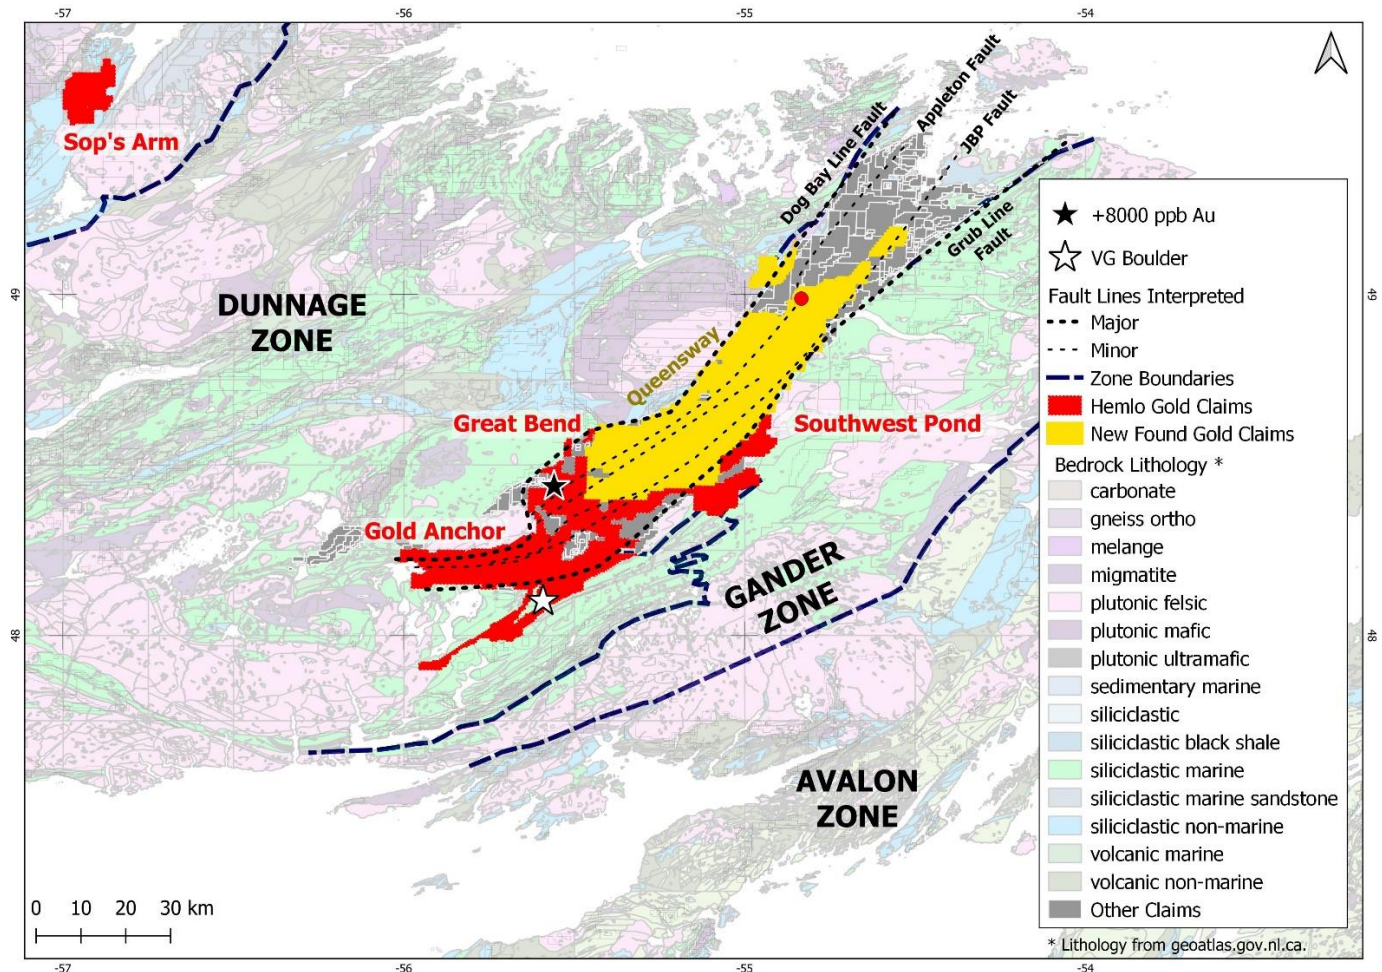 -57
-56
-55
-54
Sop's Arm
Dog Bay Line Fault
Appleton Fault
JBP Fault
Grub Line
Fault
49
49
DUNNAGE
ZONE
Queensway
Great Bend
Southwest Pond
Gold Anchor
GANDER
ZONE
48
48
AVALON
ZONE
+8000 ppb Au
VG Boulder
Fault Lines Interpreted
Major
Minor
Zone Boundaries
Hemlo Gold Claims
New Found Gold Claims
Bedrock Lithology *
carbonate
gneiss ortho
melange
migmatite
plutonic felsic
plutonic mafic
plutonic ultramafic
sedimentary marine
siliciclastic
siliciclastic black shale
siliciclastic marine
siliciclastic marine sandstone
siliciclastic non-marine
volcanic marine
volcanic non-marine
Other Claims
* Lithology from geoatlas.gov.nl.ca.
0 10 20 30 km
-57
-56
-55
-54